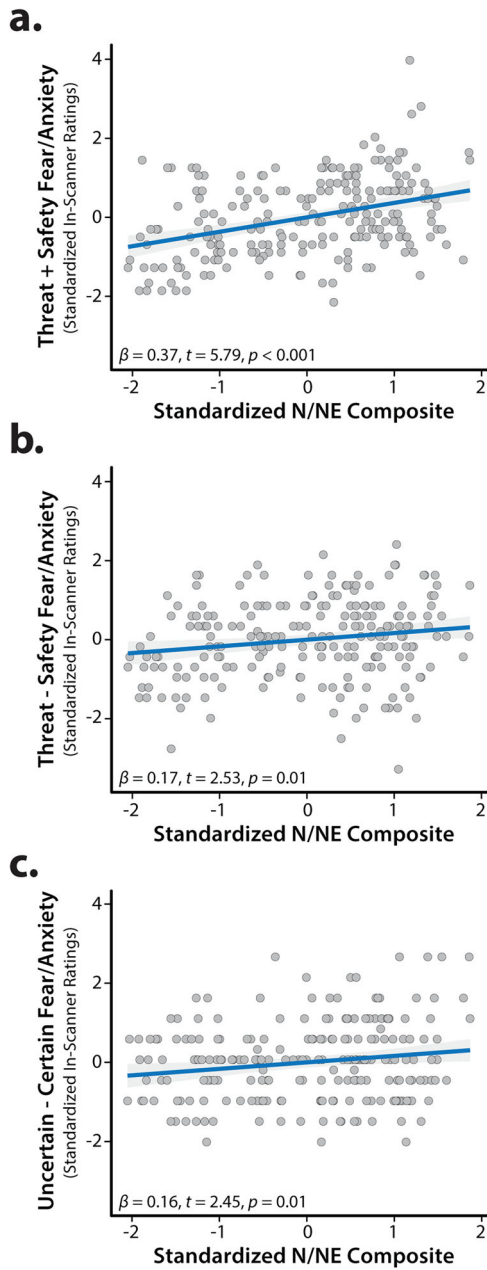 a.
Threat + Safety Fear/Anxiety
(Standardized In-Scanner Ratings)
4
2
0
-2
β = 0.37, t = 5.79, p < 0.001
-2 -1 0 1 2
Standardized N/NE Composite
b.
Threat - Safety Fear/Anxiety
(Standardized In-Scanner Ratings)
4
2
0
-2
β = 0.17, t = 2.53, p = 0.01
-2 -1 0 1 2
Standardized N/NE Composite
c.
Uncertain - Certain Fear/Anxiety
(Standardized In-Scanner Ratings)
4
2
0
-2
β = 0.16, t = 2.45, p = 0.01
-2 -1 0 1 2
Standardized N/NE Composite